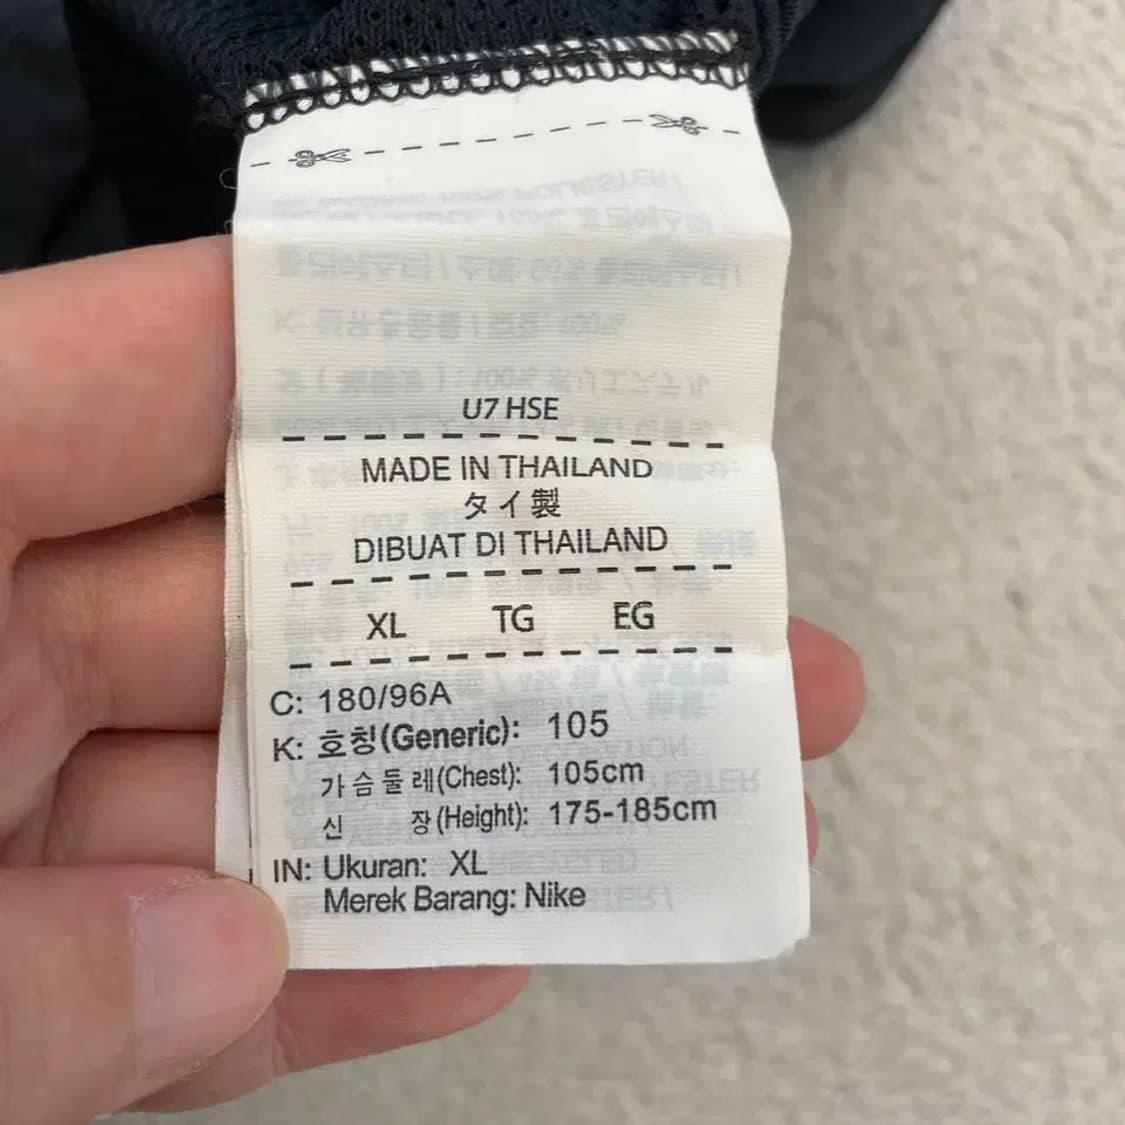 U7 HSE
MADE IN THAILAND
タイ製
DIBUAT DI THAILAND
XL TG EG
C: 180/96A
K: 호칭(Generic): 105
가슴둘레(Chest): 105cm
신 장(Height): 175-185cm
IN: Ukuran: XL
Merek Barang: Nike